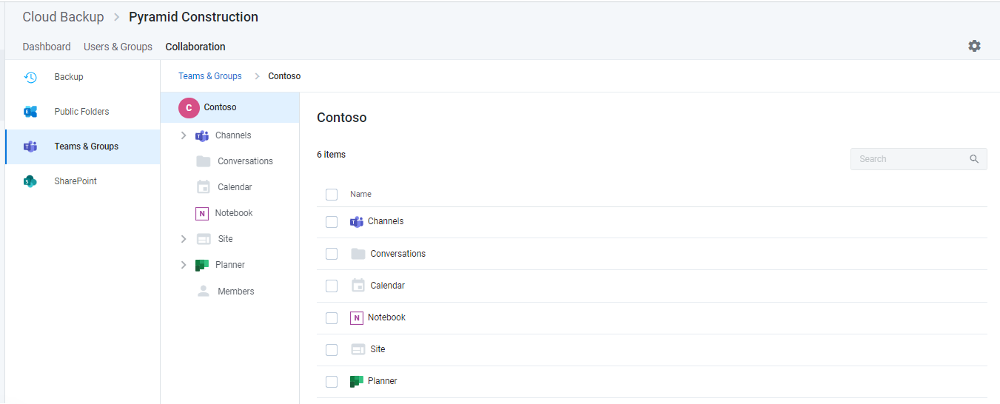 Cloud Backup > Pyramid Construction
Dashboard Users & Groups Collaboration
Backup
Public Folders
Teams & Groups
SharePoint
Teams & Groups > Contoso
C Contoso
Channels
Conversations
Calendar
N Notebook
Site
Planner
Members
Contoso
6 items
Search
Name
Channels
Conversations
Calendar
N Notebook
Site
Planner